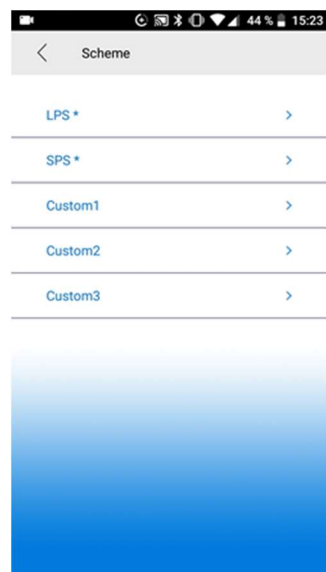 44 % 15:23
Scheme
LPS *
SPS *
Custom1
Custom2
Custom3